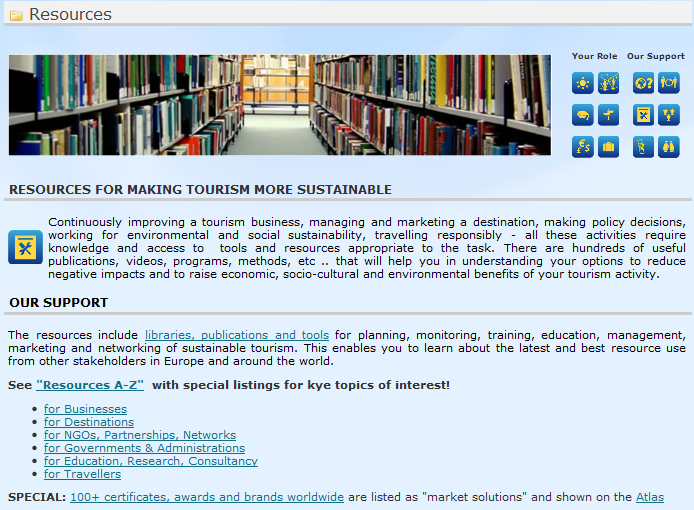 Resources
Your Role Our Support
RESOURCES FOR MAKING TOURISM MORE SUSTAINABLE
Continuously improving a tourism business, managing and marketing a destination, making policy decisions,
working for environmental and social sustainability, travelling responsibly - all these activities require
knowledge and access to tools and resources appropriate to the task. There are hundreds of useful
publications, videos, programs, methods, etc .. that will help you in understanding your options to reduce
negative impacts and to raise economic, socio-cultural and environmental benefits of your tourism activity.
OUR SUPPORT
The resources include libraries, publications and tools for planning, monitoring, training, education, management,
marketing and networking of sustainable tourism. This enables you to learn about the latest and best resource use
from other stakeholders in Europe and around the world.
See "Resources A-Z" with special listings for kye topics of interest!
• for Businesses
• for Destinations
• for NGOs, Partnerships, Networks
• for Governments & Administrations
• for Education, Research, Consultancy
• for Travellers
SPECIAL: 100+ certificates, awards and brands worldwide are listed as "market solutions" and shown on the Atlas